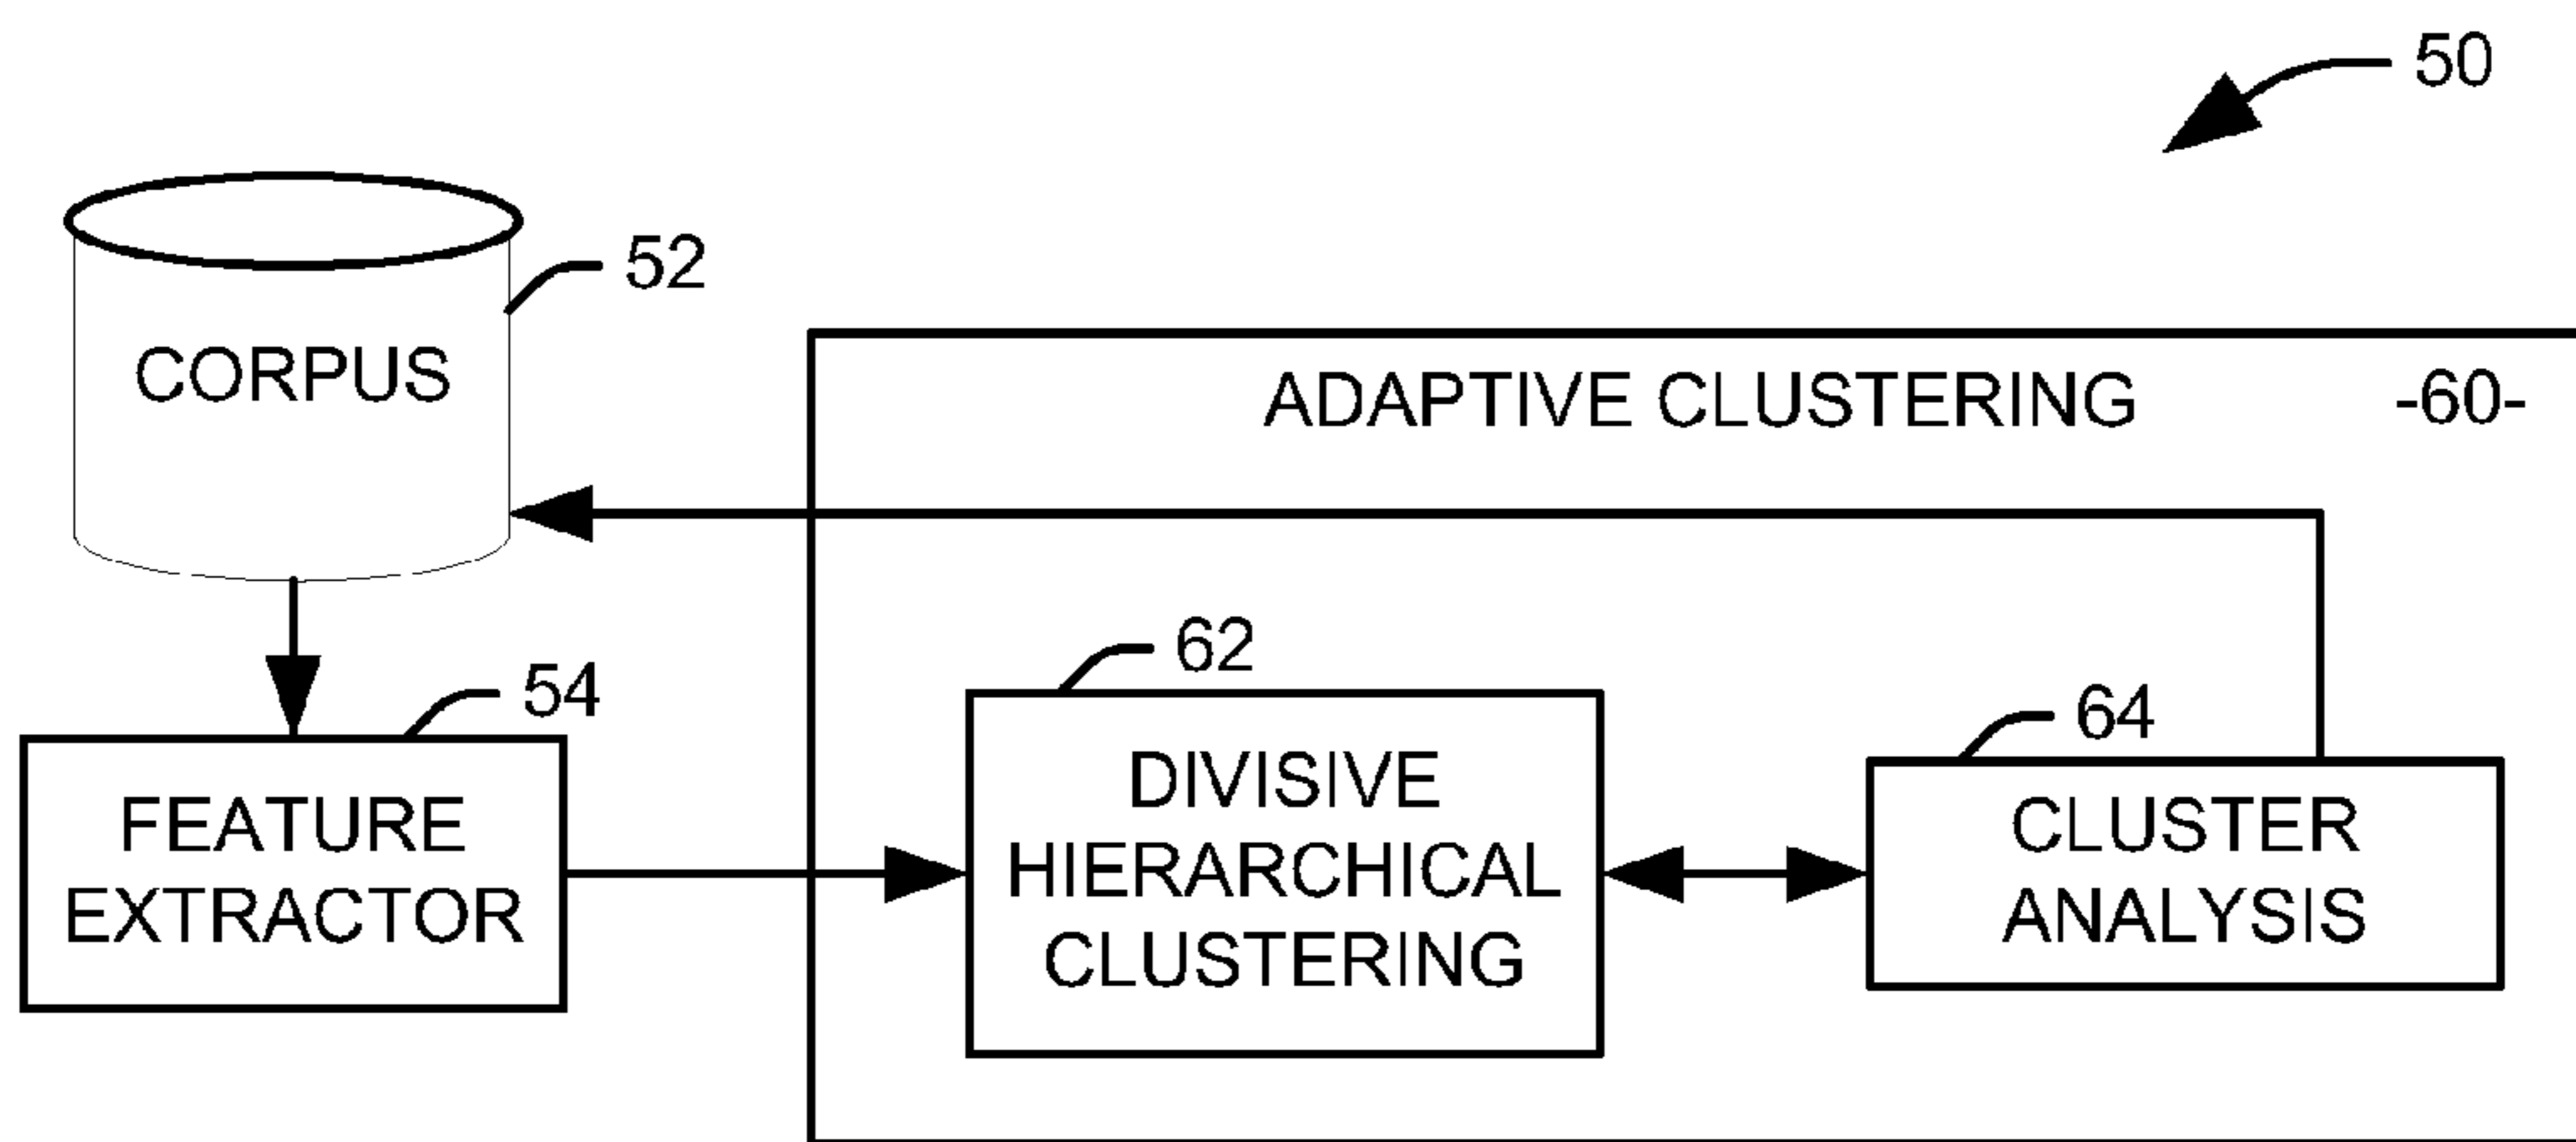 50
52
CORPUS
ADAPTIVE CLUSTERING -60-
62
54
64
DIVISIVE
HIERARCHICAL
CLUSTERING
FEATURE
EXTRACTOR
CLUSTER
ANALYSIS